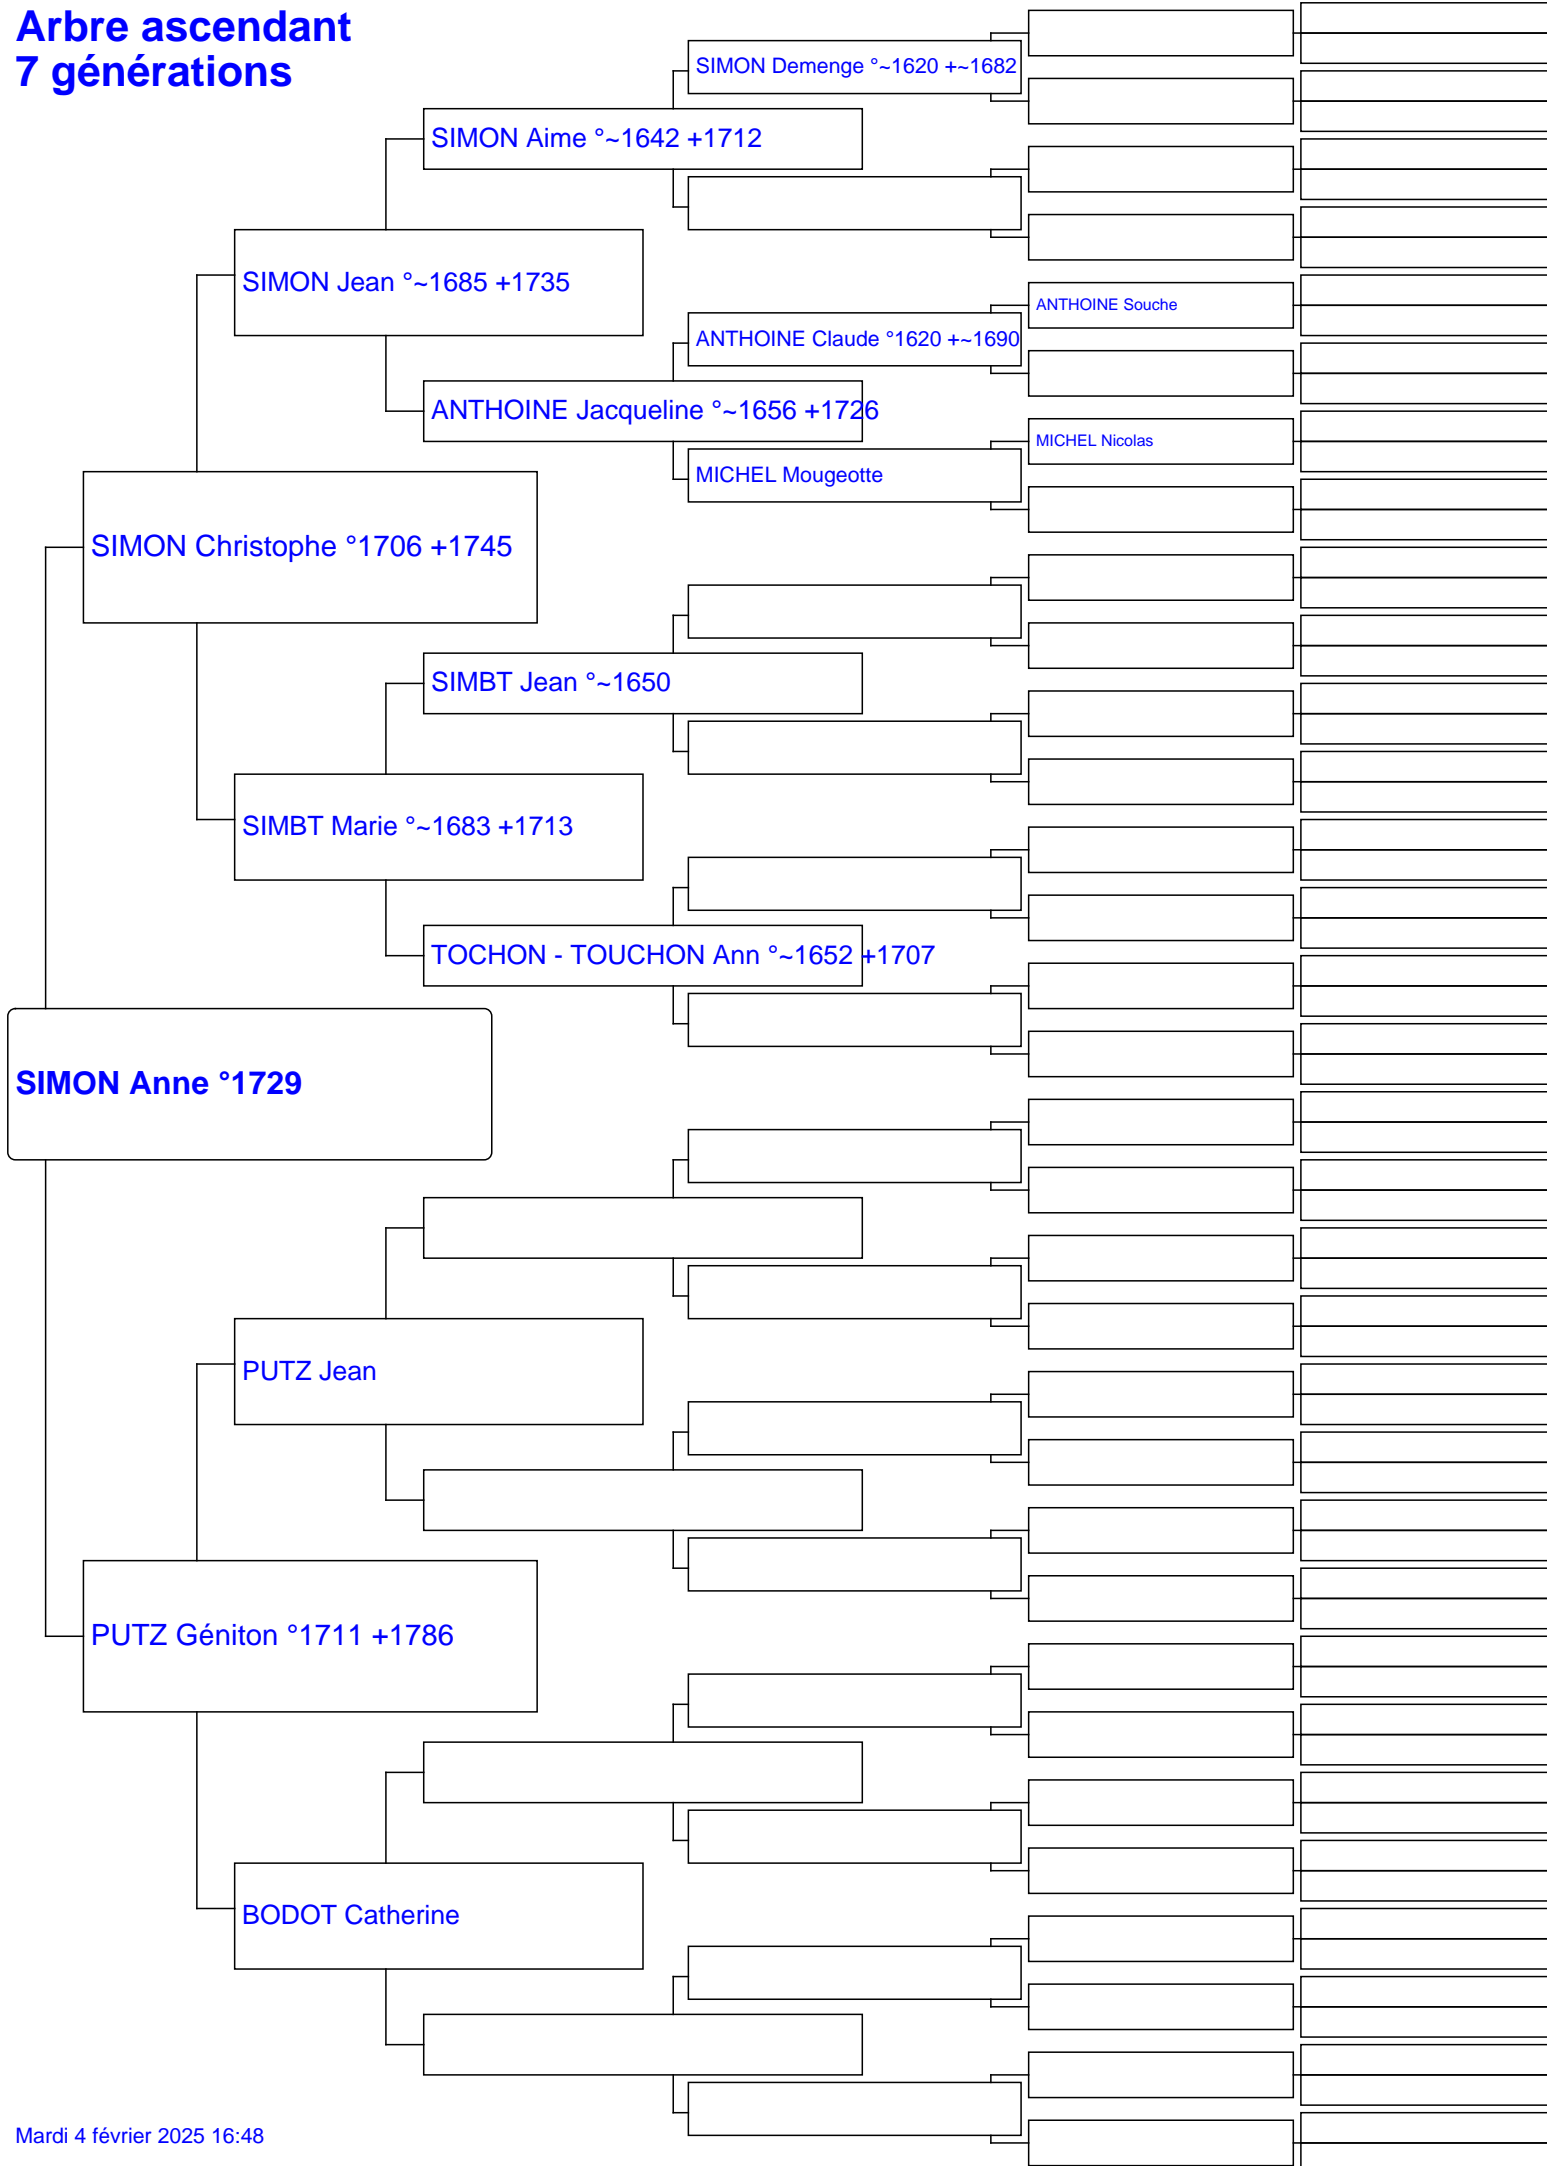 Arbre ascendant
7 générations
SIMON Demenge °~1620 +~1682
SIMON Aime °~1642 +1712
SIMON Jean °~1685 +1735
ANTHOINE Souche
ANTHOINE Claude °1620 +~1690
ANTHOINE Jacqueline °~1656 +1726
MICHEL Nicolas
MICHEL Mougeotte
SIMON Christophe °1706 +1745
SIMBT Jean °~1650
SIMBT Marie °~1683 +1713
TOCHON - TOUCHON Ann °~1652 +1707
SIMON Anne °1729
PUTZ Jean
PUTZ Géniton °1711 +1786
BODOT Catherine
Mardi 4 février 2025 16:48